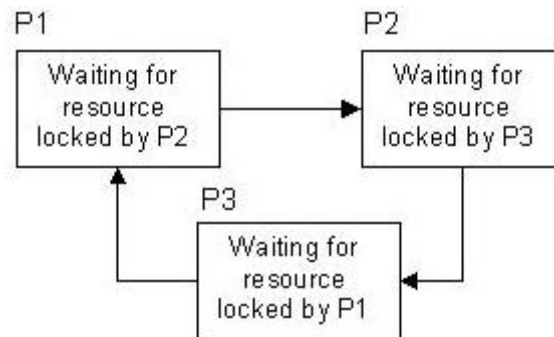 P1
Waiting for
resource
locked by P2
P2
Waiting for
resource
locked by P3
P3
Waiting for
resource
locked by P1